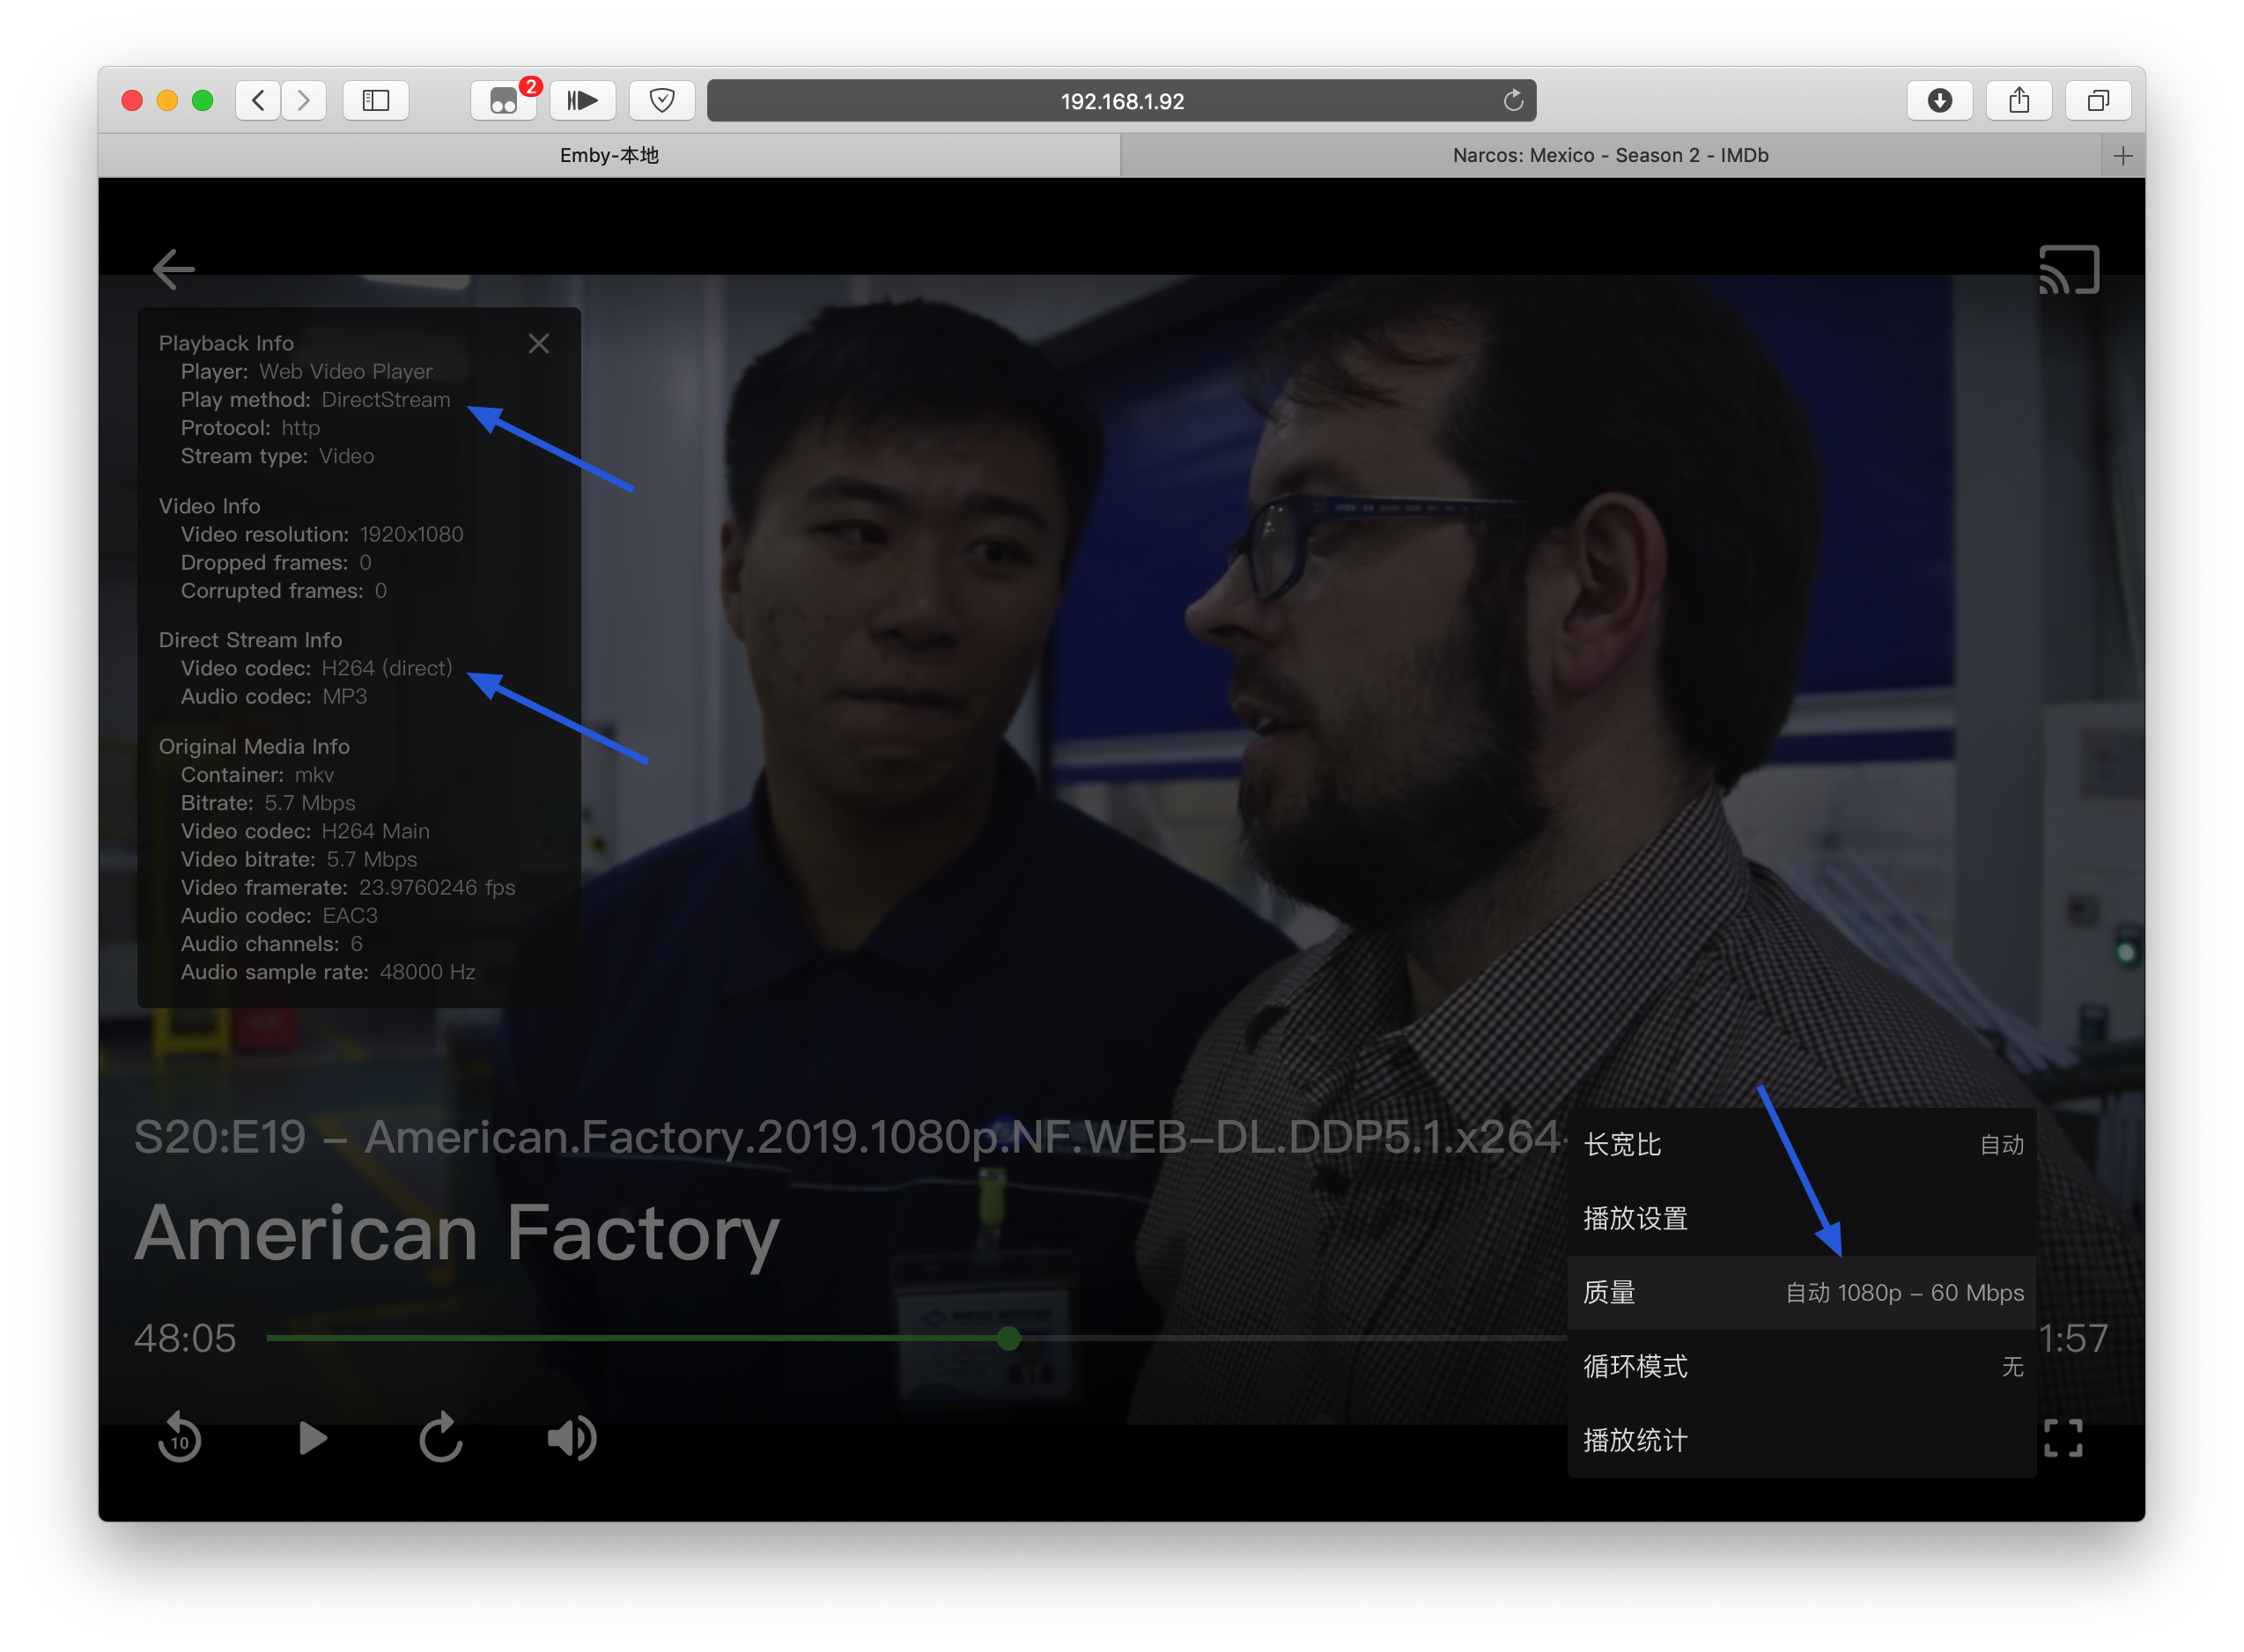 2
192.168.1.92
Emby-本地
Narcos: Mexico - Season 2 - IMDb
Playback Info
Player: Web Video Player
Play method: DirectStream
Protocol: http
Stream type: Video
Video Info
Video resolution: 1920x1080
Dropped frames: 0
Corrupted frames: 0
Direct Stream Info
Video codec: H264 (direct)
Audio codec: MP3
Original Media Info
Container: mkv
Bitrate: 5.7 Mbps
Video codec: H264 Main
Video bitrate: 5.7 Mbps
Video framerate: 23.9760246 fps
Audio codec: EAC3
Audio channels: 6
Audio sample rate: 48000 Hz
S20:E19 – American.Factory.2019.1080p.NF.WEB-DL.DDP5.1.x264-
American Factory
48:05
1:57
10
长宽比 自动
播放设置
质量 自动 1080p – 60 Mbps
循环模式 无
播放统计